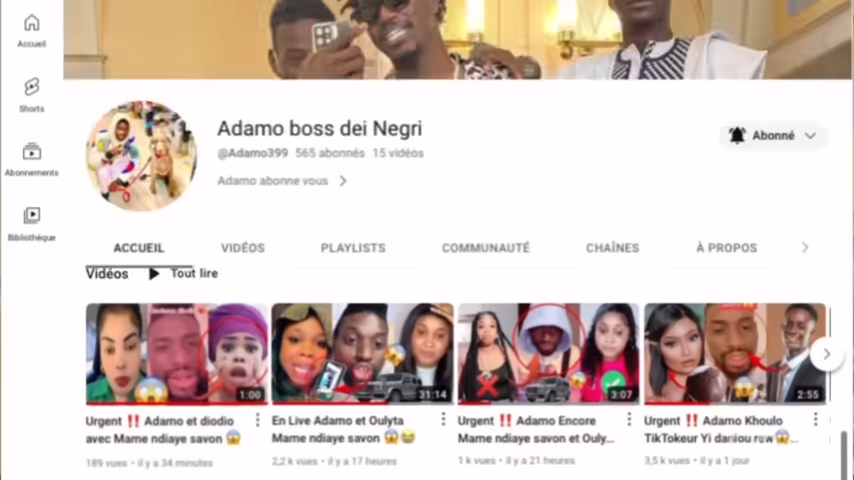 Accueil
Shorts
Abonnements
Bibliothèque
Adamo boss dei Negri
@Adamo399 565 abonnés 15 vidéos
Adamo abonne vous
Abonné
ACCUEIL VIDÉOS PLAYLISTS COMMUNAUTÉ CHAÎNES À PROPOS
Vidéos Tout lire
1:00 31:14 3:07 2:55
Urgent ‼️ Adamo et diodio
avec Mame ndiaye savon 😱
189 vues • il y a 34 minutes
En Live Adamo et Oulyta
Mame ndiaye savon 😱😭
2,2 k vues • il y a 17 heures
Urgent ‼️ Adamo Encore
Mame ndiaye savon et Ouly...
1 k vues • il y a 21 heures
Urgent ‼️ Adamo Khoulo
TikTokeur Yi daniou raw😱...
3,5 k vues • il y a 1 jour